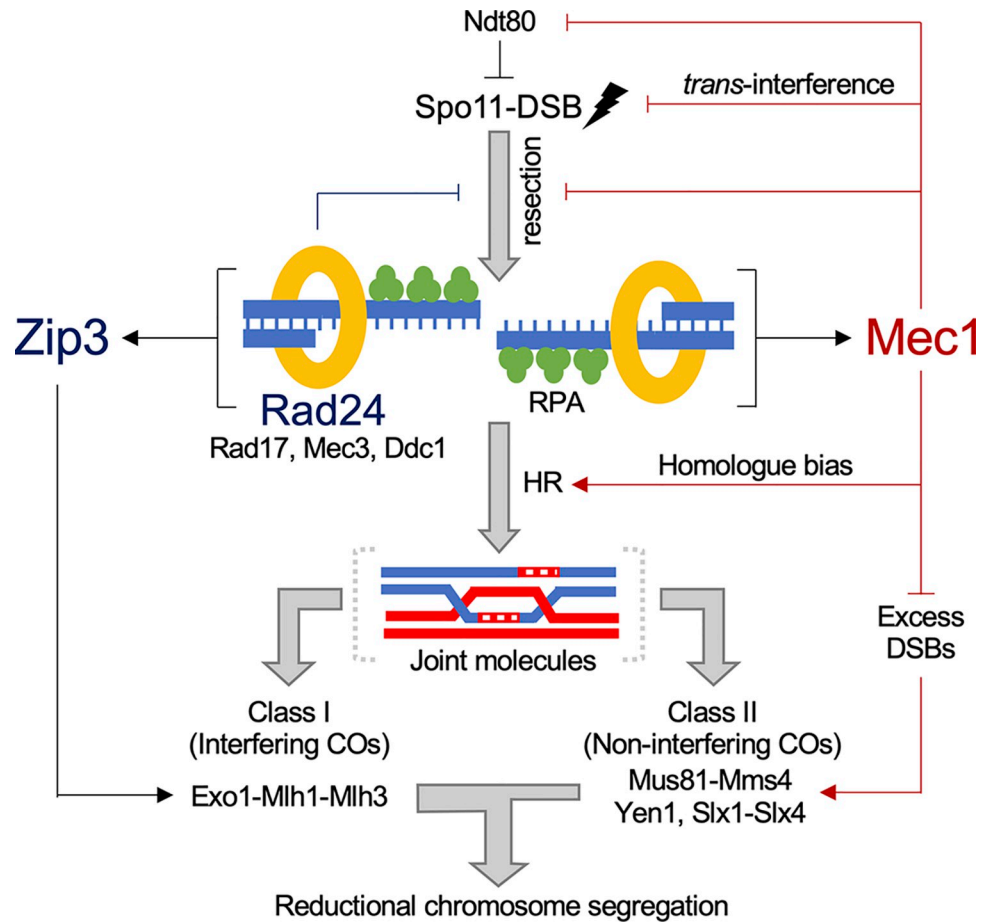 Ndt80
trans-interference
Spo11-DSB
resection
Zip3
Mec1
Rad24
RPA
Rad17, Mec3, Ddc1
HR
Homologue bias
Joint molecules
Excess
DSBs
Class I
(Interfering COs)
Class II
(Non-interfering COs)
Exo1-Mlh1-Mlh3
Mus81-Mms4
Yen1, Slx1-Slx4
Reductional chromosome segregation